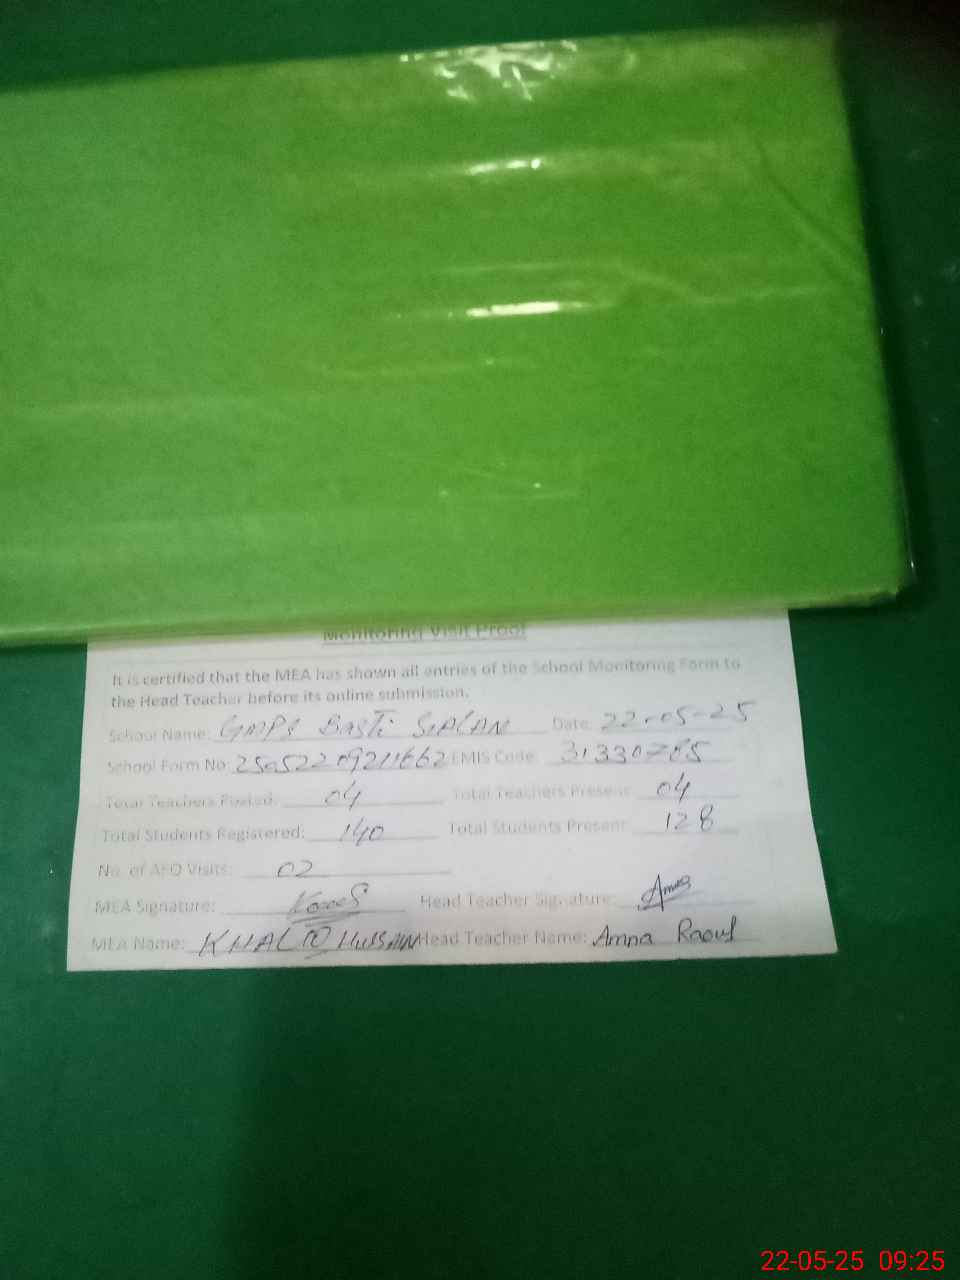 Monitoring Visit Proof
It is certified that the MEA has shown all entries of the School Monitoring Form to
the Head Teacher before its online submission.
School Name: GMPS Basti SIALAN Date: 22-05-25
School Form No: EMIS Code: 31330785
Total Teachers Posted: 04 Total Teachers Present: 04
Total Students Registered: 140 Total Students Present: 128
No. of AEO Visits: 02
MEA Signature: Head Teacher Signature: Amna
MEA Name: KHALID HUSSAIN Head Teacher Name: Amna Raouf
22-05-25 09:25